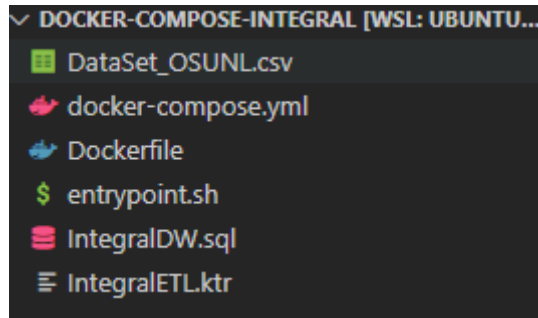 DOCKER-COMPOSE-INTEGRAL [WSL: UBUNTU...
DataSet_OSUNL.csv
docker-compose.yml
Dockerfile
$ entrypoint.sh
IntegralDW.sql
IntegralETL.ktr